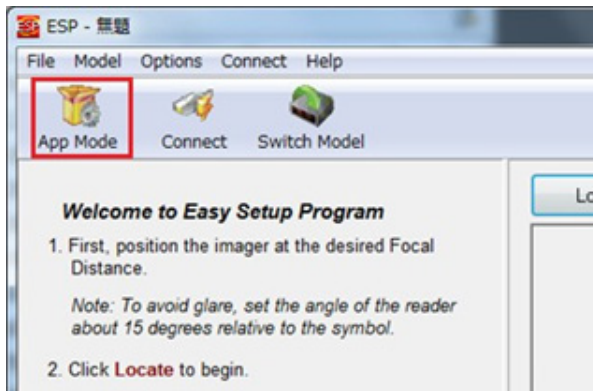 ESP - 無題
File Model Options Connect Help
App Mode Connect Switch Model
Welcome to Easy Setup Program
1. First, position the imager at the desired Focal
Distance.
Note: To avoid glare, set the angle of the reader
about 15 degrees relative to the symbol.
2. Click Locate to begin.